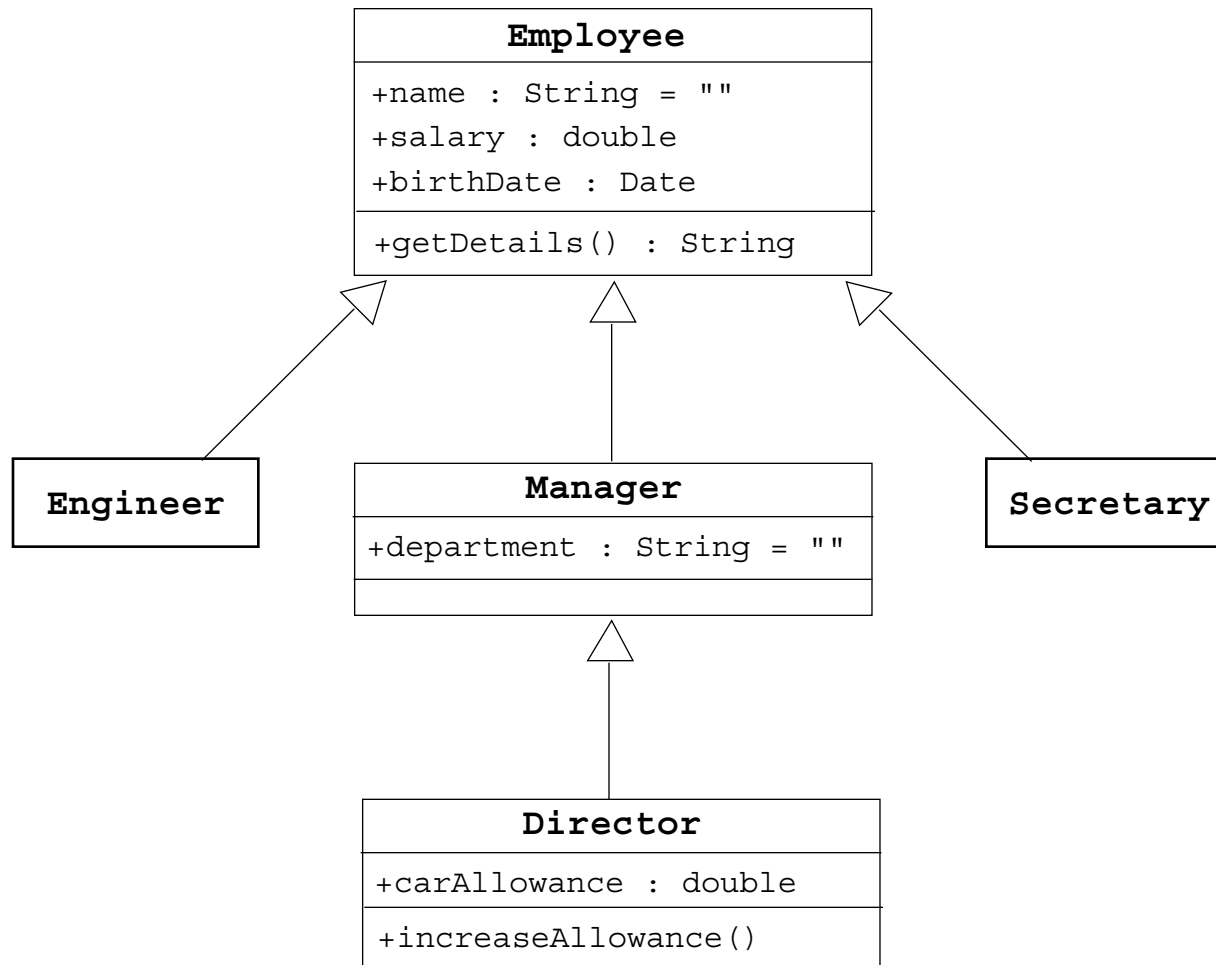 Employee
+name : String = ""
+salary : double
+birthDate : Date
+getDetails() : String
Engineer
Manager
+department : String = ""
Secretary
Director
+carAllowance : double
+increaseAllowance()